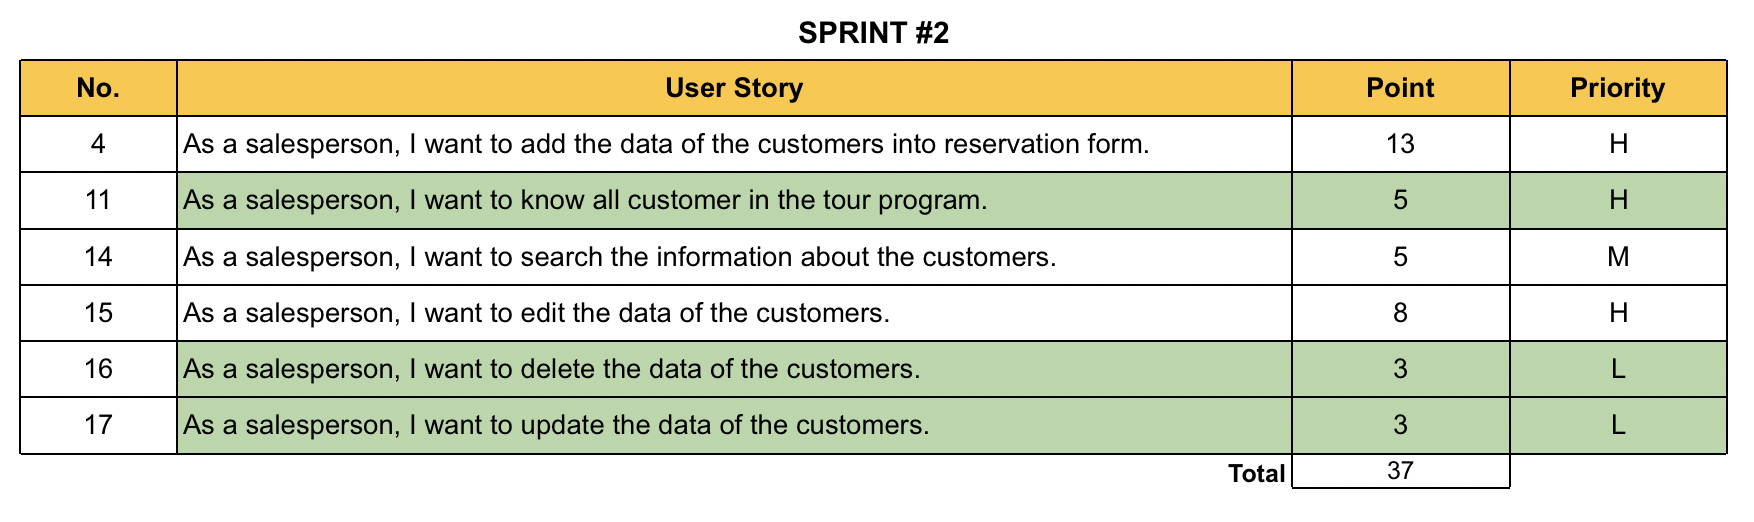 SPRINT #2
No. User Story Point Priority
4 As a salesperson, I want to add the data of the customers into reservation form. 13 H
11 As a salesperson, I want to know all customer in the tour program. 5 H
14 As a salesperson, I want to search the information about the customers. 5 M
15 As a salesperson, I want to edit the data of the customers. 8 H
16 As a salesperson, I want to delete the data of the customers. 3 L
17 As a salesperson, I want to update the data of the customers. 3 L
Total 37